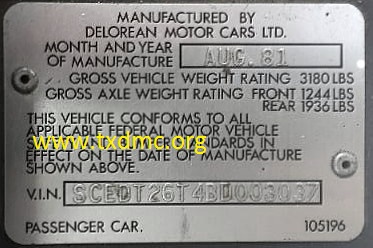 MANUFACTURED BY
DELOREAN MOTOR CARS LTD.
MONTH AND YEAR
OF MANUFACTURE AUG.81
GROSS VEHICLE WEIGHT RATING 3180 LBS
GROSS AXLE WEIGHT RATING FRONT 1244 LBS
REAR 1936 LBS
THIS VEHICLE CONFORMS TO ALL
APPLICABLE FEDERAL MOTOR VEHICLE
www.txdmc.org
STANDARDS IN
EFFECT ON THE DATE OF MANUFACTURE
SHOWN ABOVE.
V.I.N. SCEDT26T4BD003037
PASSENGER CAR. 105196